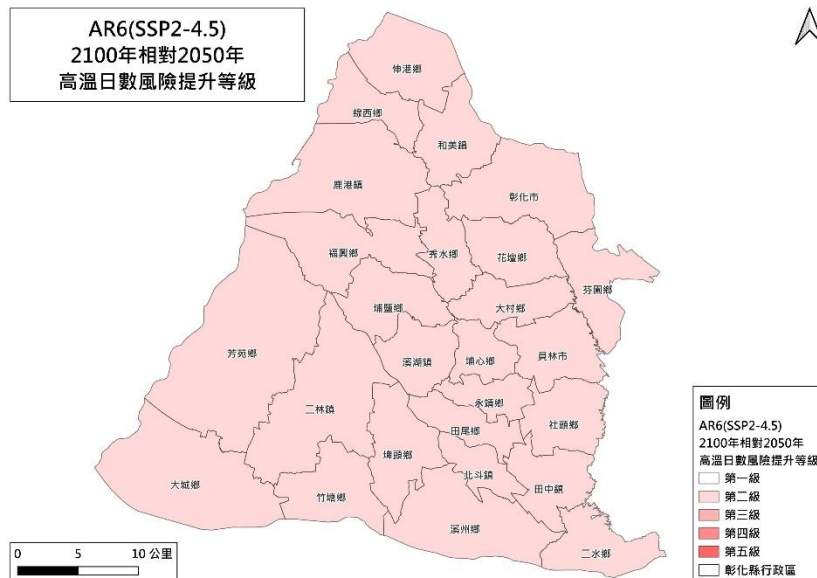 AR6(SSP2-4.5)
2100年相對2050年
高溫日數風險提升等級
伸港鄉
線西鄉
和美鎮
鹿港鎮
彰化市
福興鄉
秀水鄉
花壇鄉
芬園鄉
埔鹽鄉
大村鄉
芳苑鄉
溪湖鎮
埔心鄉
員林市
二林鎮
永靖鄉
社頭鄉
田尾鄉
埤頭鄉
北斗鎮
田中鎮
大城鄉
竹塘鄉
溪州鄉
二水鄉
0 5 10 公里
圖例
AR6(SSP2-4.5)
2100年相對2050年
高溫日數風險提升等級
第一級
第二級
第三級
第四級
第五級
彰化縣行政區